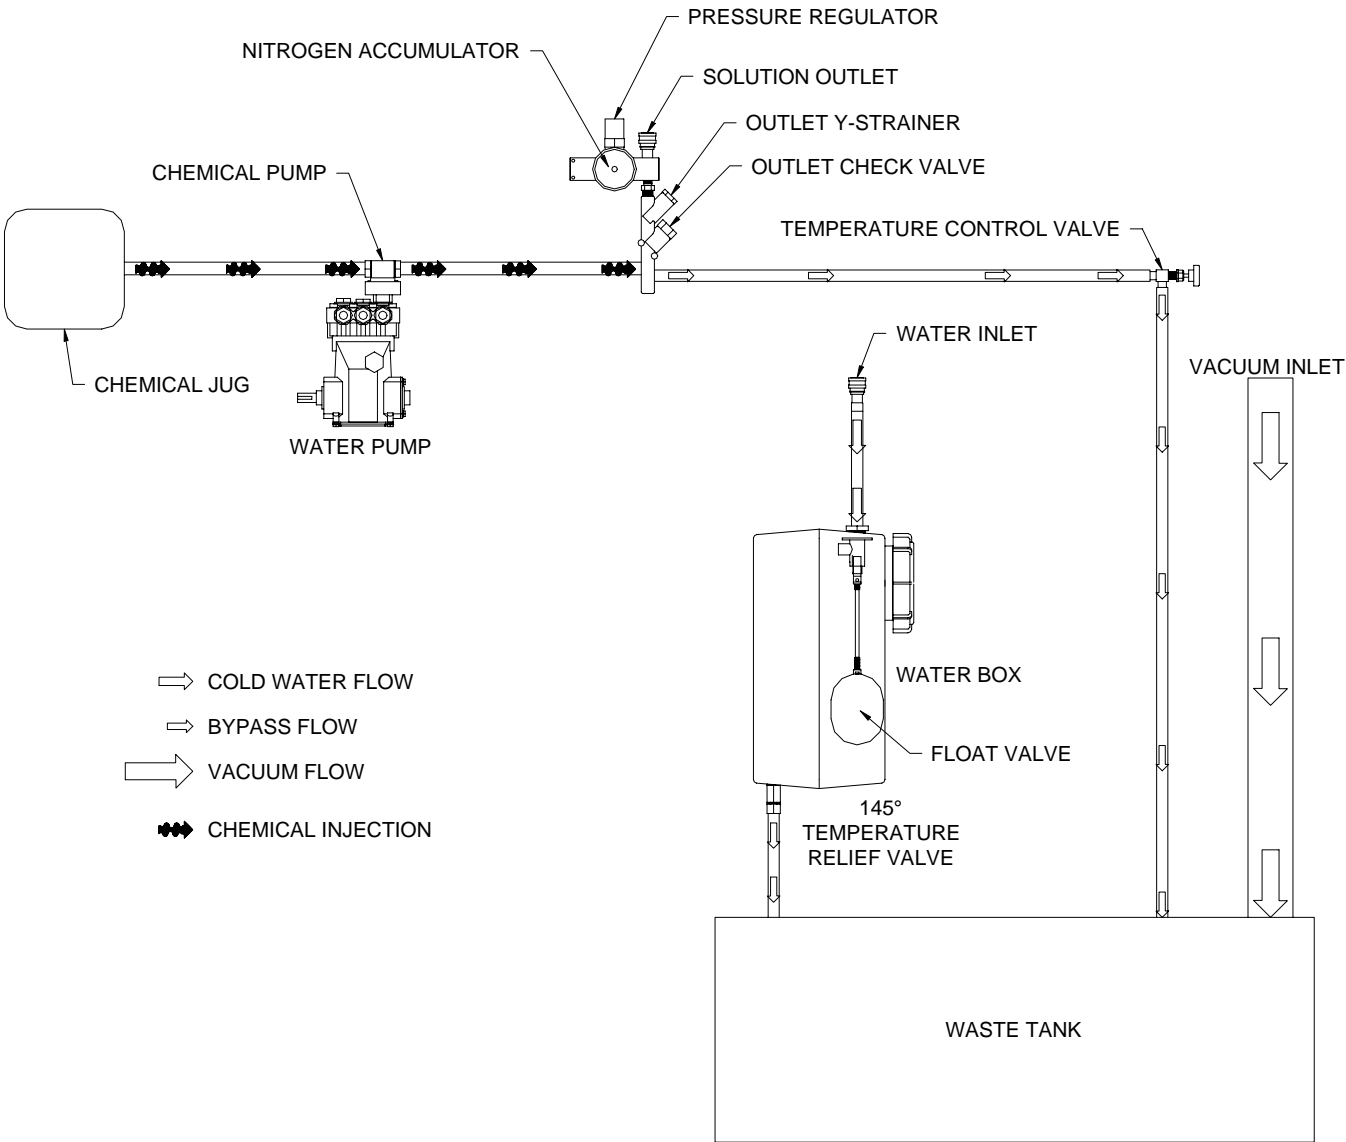 PRESSURE REGULATOR
NITROGEN ACCUMULATOR
SOLUTION OUTLET
OUTLET Y-STRAINER
OUTLET CHECK VALVE
CHEMICAL PUMP
TEMPERATURE CONTROL VALVE
WATER INLET
VACUUM INLET
CHEMICAL JUG
WATER PUMP
WATER BOX
COLD WATER FLOW
BYPASS FLOW
FLOAT VALVE
VACUUM FLOW
145°
TEMPERATURE
RELIEF VALVE
CHEMICAL INJECTION
WASTE TANK